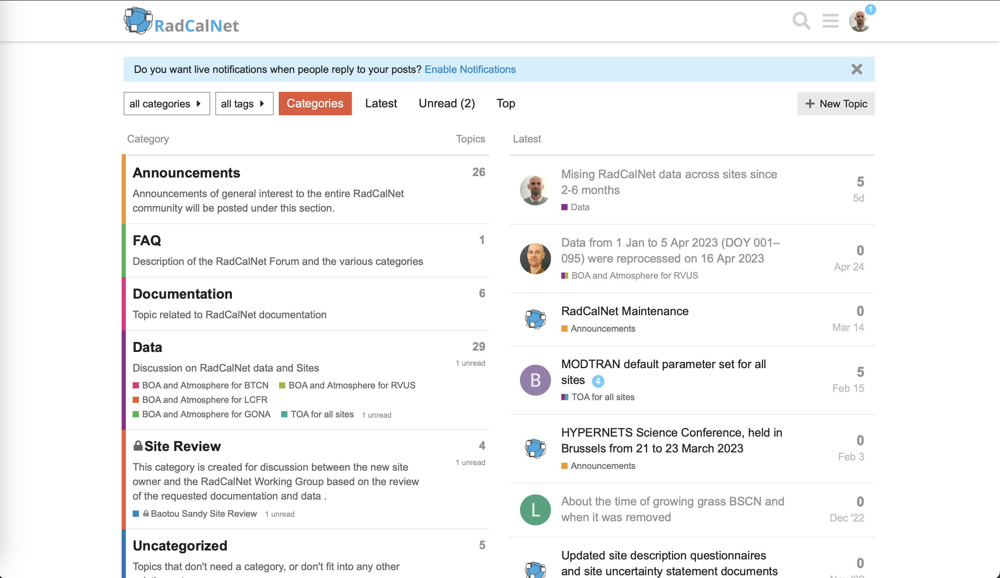 RadCalNet
1
Do you want live notifications when people reply to your posts? Enable Notifications
all categories
all tags
Categories
Latest
Unread (2)
Top
New Topic
Category
Topics
Announcements
26
Announcements of general interest to the entire RadCalNet
community will be posted under this section.
FAQ
1
Description of the RadCalNet Forum and the various categories
Documentation
6
Topic related to RadCalNet documentation
Data
29
1 unread
Discussion on RadCalNet data and Sites
BOA and Atmosphere for BTCN
BOA and Atmosphere for RVUS
BOA and Atmosphere for LCFR
BOA and Atmosphere for GONA
TOA for all sites
1 unread
Site Review
4
1 unread
This category is created for discussion between the new site
owner and the RadCalNet Working Group based on the review
of the requested documentation and data .
Baotou Sandy Site Review
1 unread
Uncategorized
5
Topics that don't need a category, or don't fit into any other
Latest
Mising RadCalNet data across sites since
2-6 months
Data
5
5d
Data from 1 Jan to 5 Apr 2023 (DOY 001–
095) were reprocessed on 16 Apr 2023
BOA and Atmosphere for RVUS
0
Apr 24
RadCalNet Maintenance
Announcements
0
Mar 14
B
MODTRAN default parameter set for all
sites 4
TOA for all sites
5
Feb 15
HYPERNETS Science Conference, held in
Brussels from 21 to 23 March 2023
Announcements
0
Feb 3
L
About the time of growing grass BSCN and
when it was removed
0
Dec '22
Updated site description questionnaires
and site uncertainty statement documents
0